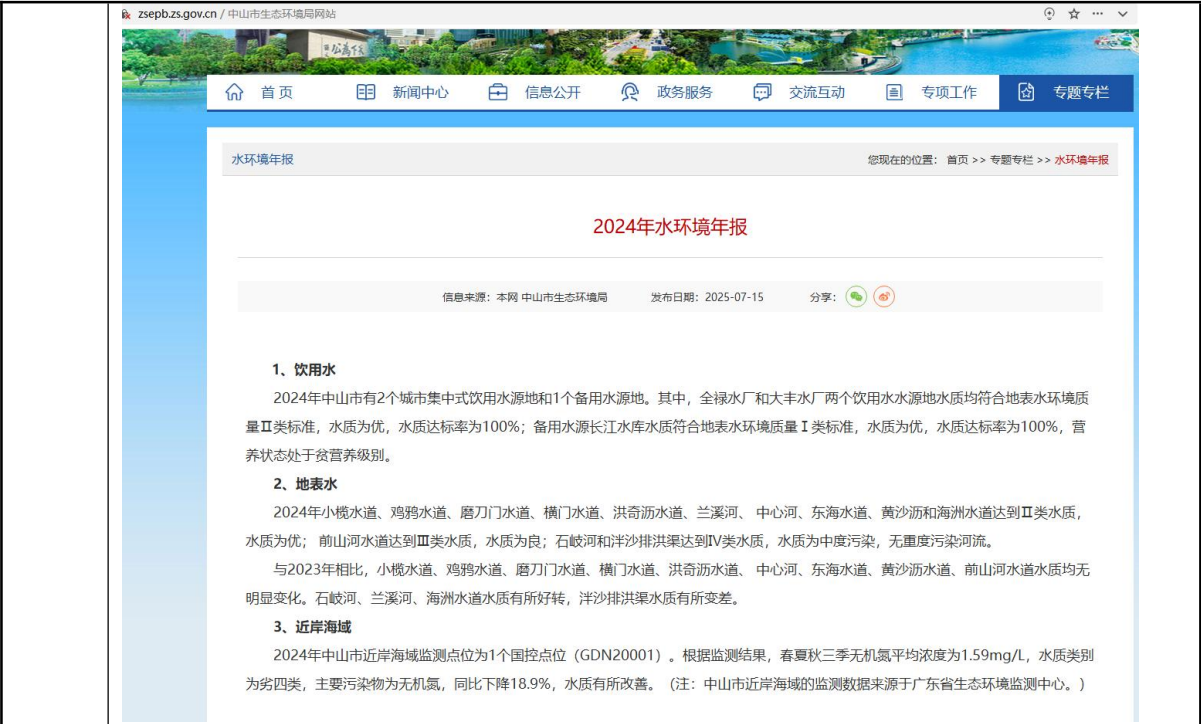 zsepb.zs.gov.cn / 中山市生态环境局网站
天下为公
首页 新闻中心 信息公开 政务服务 交流互动 专项工作 专题专栏
水环境年报 您现在的位置: 首页 >> 专题专栏 >> 水环境年报
2024年水环境年报
信息来源:本网 中山市生态环境局 发布日期:2025-07-15 分享:
1、饮用水
2024年中山市有2个城市集中式饮用水源地和1个备用水源地。其中,全禄水厂和大丰水厂两个饮用水水源地水质均符合地表水环境质
量Ⅱ类标准,水质为优,水质达标率为100%;备用水源长江水库水质符合地表水环境质量Ⅰ类标准,水质为优,水质达标率为100%,营
养状态处于贫营养级别。
2、地表水
2024年小榄水道、鸡鸦水道、磨刀门水道、横门水道、洪奇沥水道、兰溪河、 中心河、东海水道、黄沙沥和海洲水道达到Ⅱ类水质,
水质为优; 前山河水道达到Ⅲ类水质,水质为良;石岐河和泮沙排洪渠达到Ⅳ类水质,水质为中度污染,无重度污染河流。
与2023年相比,小榄水道、鸡鸦水道、磨刀门水道、横门水道、洪奇沥水道、 中心河、东海水道、黄沙沥水道、前山河水道水质均无
明显变化。石岐河、兰溪河、海洲水道水质有所好转,泮沙排洪渠水质有所变差。
3、近岸海域
2024年中山市近岸海域监测点位为1个国控点位(GDN20001)。根据监测结果,春夏秋三季无机氮平均浓度为1.59mg/L,水质类别
为劣四类,主要污染物为无机氮,同比下降18.9%,水质有所改善。(注:中山市近岸海域的监测数据来源于广东省生态环境监测中心。)